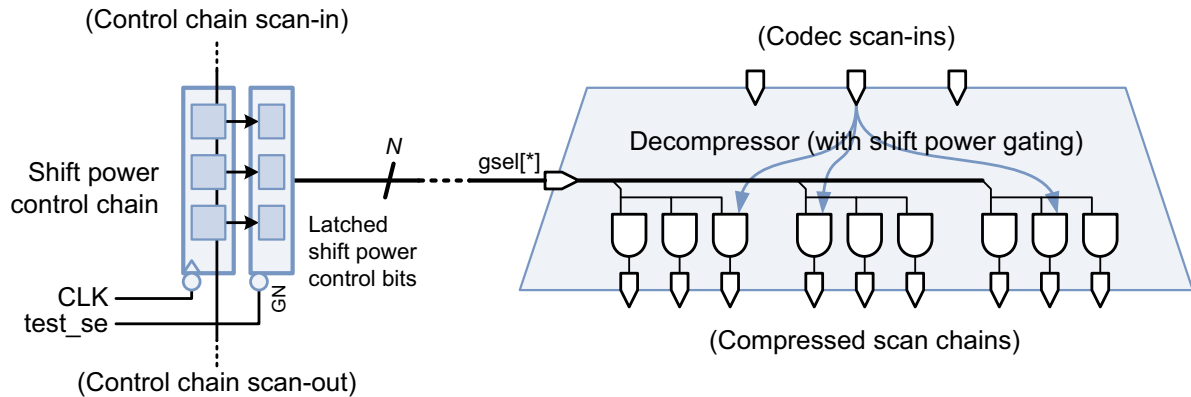 (Control chain scan-in)
(Codec scan-ins)
Decompressor (with shift power gating)
N
gsel[*]
Shift power
control chain
Latched
shift power
control bits
GN
CLK
test_se
(Compressed scan chains)
(Control chain scan-out)